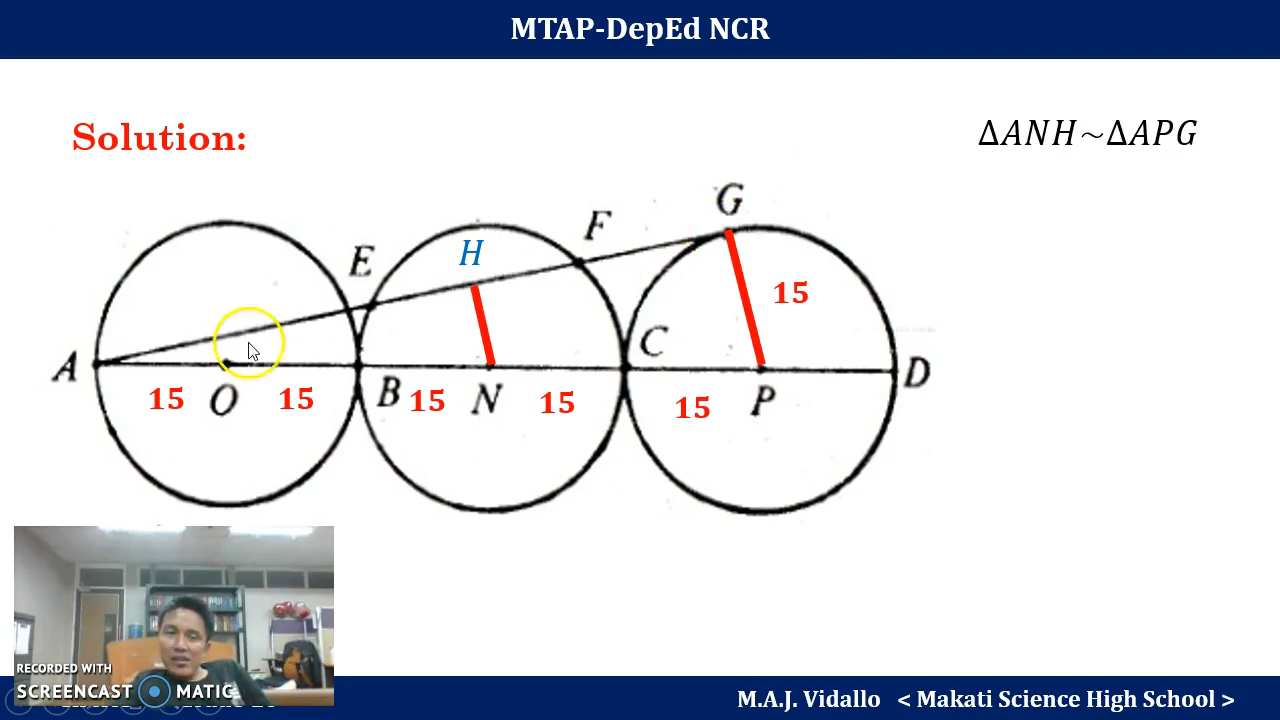 MTAP-DepEd NCR
Solution:
ΔANH~ΔAPG
G
F
E
H
15
C
A
B
D
15
O
15
15
N
15
15
P
RECORDED WITH
SCREENCAST MATIC
M.A.J. Vidallo < Makati Science High School >